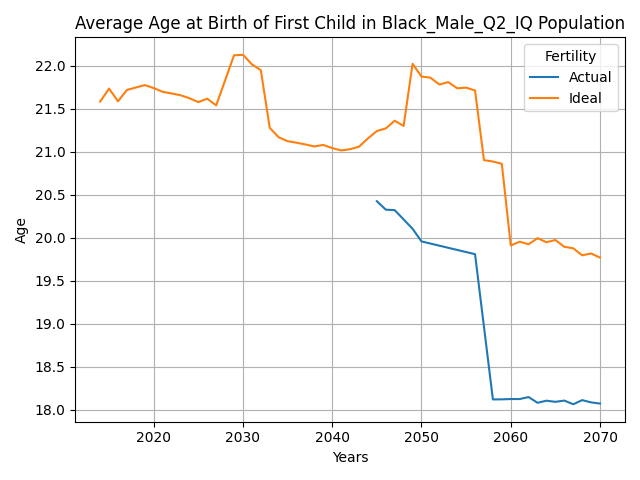 Average Age at Birth of First Child in Black_Male_Q2_IQ Population
Fertility
Actual
Ideal
Age
22.0
21.5
21.0
20.5
20.0
19.5
19.0
18.5
18.0
2020 2030 2040 2050 2060 2070
Years